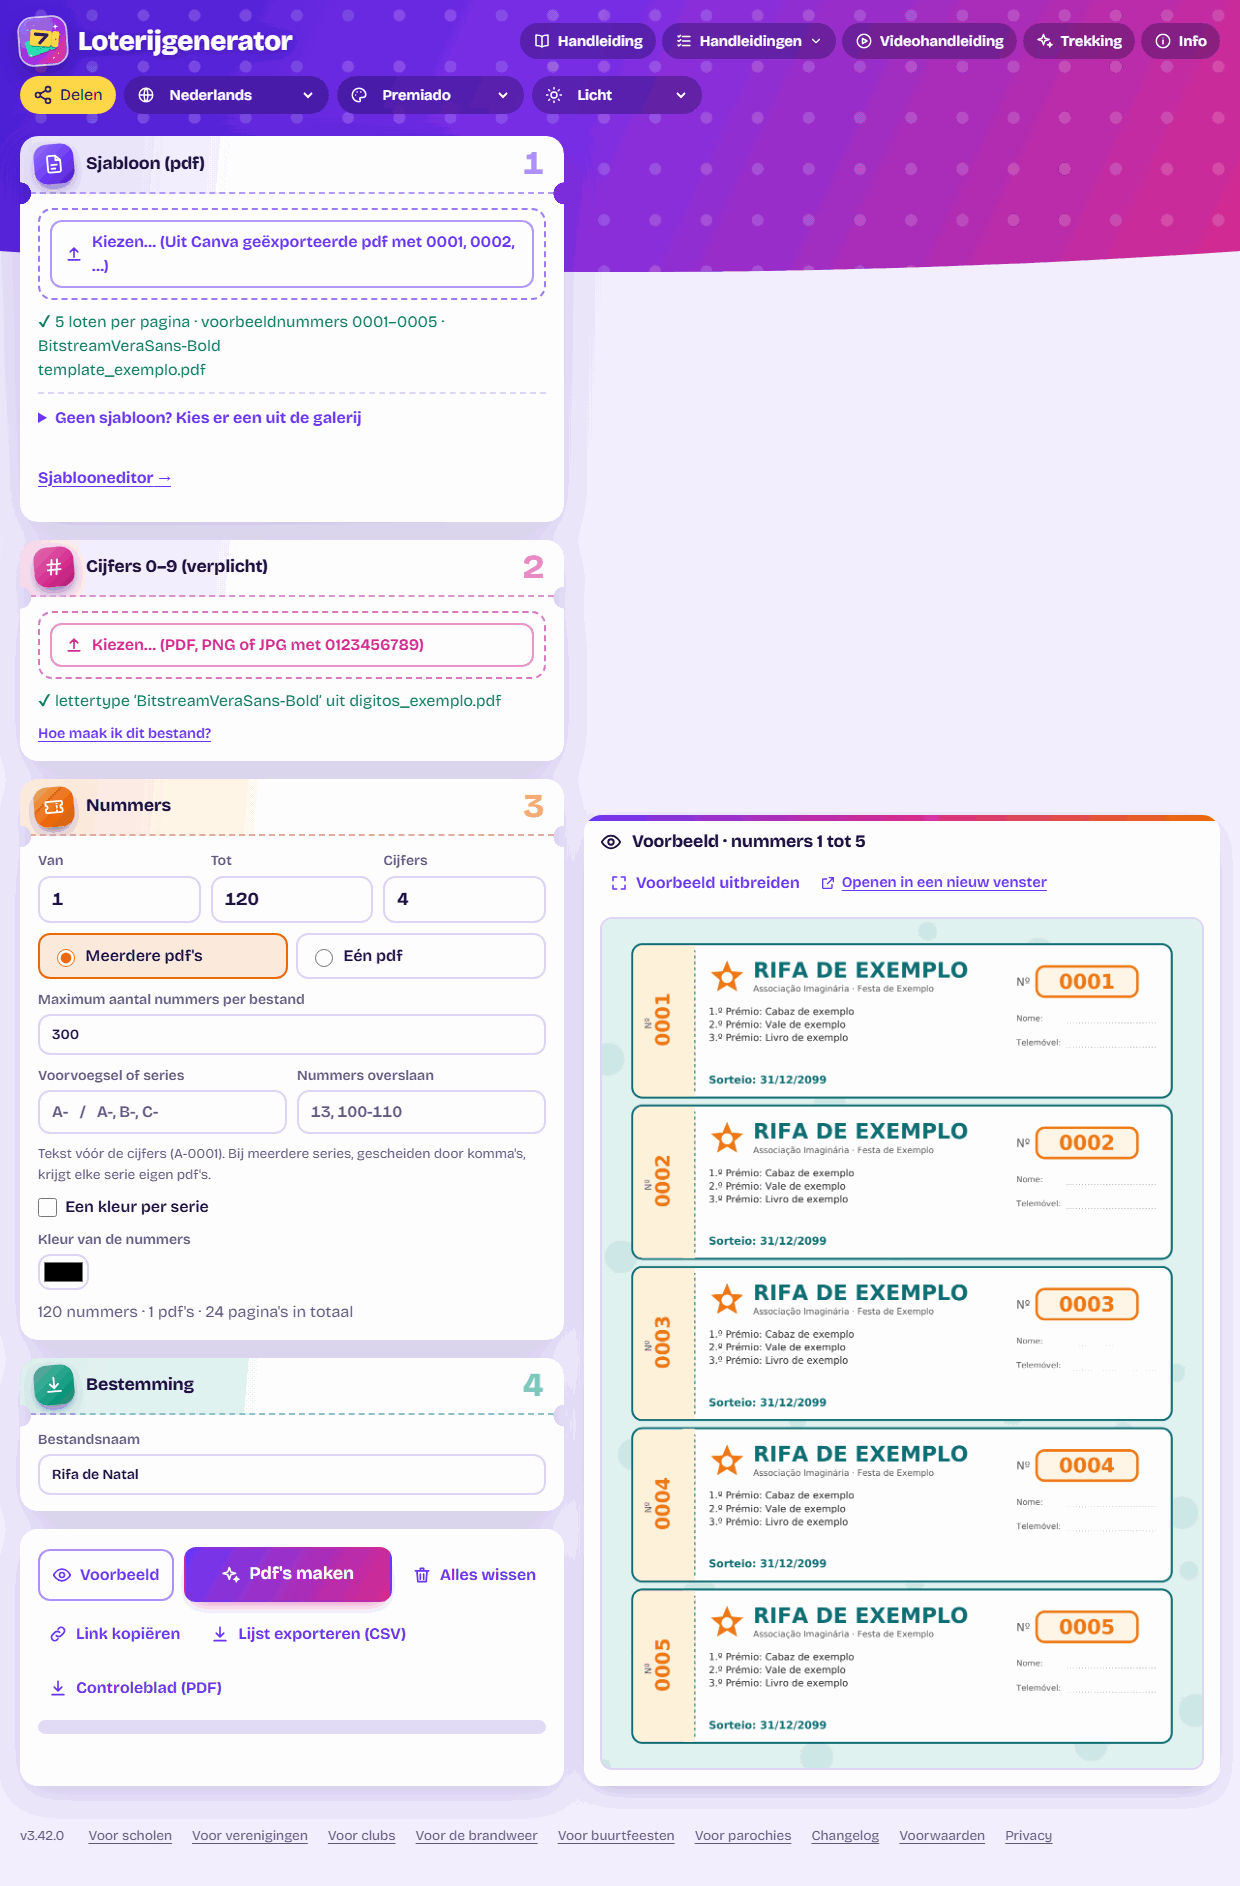 Loterijgenerator
Handleiding
Handleidingen
Videohandleiding
Trekking
Info
Delen
Nederlands
Premiado
Licht
Sjabloon (pdf)
1
Kiezen... (Uit Canva geëxporteerde pdf met 0001, 0002,
...)
✓ 5 loten per pagina · voorbeeldnummers 0001–0005 ·
BitstreamVeraSans-Bold
template_exemplo.pdf
Geen sjabloon? Kies er een uit de galerij
Sjablooneditor →
Cijfers 0–9 (verplicht)
2
Kiezen... (PDF, PNG of JPG met 0123456789)
✓ lettertype ‘BitstreamVeraSans-Bold’ uit digitos_exemplo.pdf
Hoe maak ik dit bestand?
Nummers
3
Van
Tot
Cijfers
1
120
4
Meerdere pdf's
Eén pdf
Maximum aantal nummers per bestand
300
Voorvoegsel of series
Nummers overslaan
A- / A-, B-, C-
13, 100-110
Tekst vóór de cijfers (A-0001). Bij meerdere series, gescheiden door komma's,
krijgt elke serie eigen pdf's.
Een kleur per serie
Kleur van de nummers
120 nummers · 1 pdf's · 24 pagina's in totaal
Bestemming
4
Bestandsnaam
Rifa de Natal
Voorbeeld
Pdf's maken
Alles wissen
Link kopiëren
Lijst exporteren (CSV)
Controleblad (PDF)
Voorbeeld · nummers 1 tot 5
Voorbeeld uitbreiden
Openen in een nieuw venster
Nº 0001
RIFA DE EXEMPLO
Associação Imaginária · Festa de Exemplo
1.º Prémio: Cabaz de exemplo
2.º Prémio: Vale de exemplo
3.º Prémio: Livro de exemplo
Sorteio: 31/12/2099
Nº 0001
Nome:
Telemóvel:
Nº 0002
RIFA DE EXEMPLO
Associação Imaginária · Festa de Exemplo
1.º Prémio: Cabaz de exemplo
2.º Prémio: Vale de exemplo
3.º Prémio: Livro de exemplo
Sorteio: 31/12/2099
Nº 0002
Nome:
Telemóvel:
Nº 0003
RIFA DE EXEMPLO
Associação Imaginária · Festa de Exemplo
1.º Prémio: Cabaz de exemplo
2.º Prémio: Vale de exemplo
3.º Prémio: Livro de exemplo
Sorteio: 31/12/2099
Nº 0003
Nome:
Telemóvel:
Nº 0004
RIFA DE EXEMPLO
Associação Imaginária · Festa de Exemplo
1.º Prémio: Cabaz de exemplo
2.º Prémio: Vale de exemplo
3.º Prémio: Livro de exemplo
Sorteio: 31/12/2099
Nº 0004
Nome:
Telemóvel:
Nº 0005
RIFA DE EXEMPLO
Associação Imaginária · Festa de Exemplo
1.º Prémio: Cabaz de exemplo
2.º Prémio: Vale de exemplo
3.º Prémio: Livro de exemplo
Sorteio: 31/12/2099
Nº 0005
Nome:
Telemóvel:
v3.42.0
Voor scholen
Voor verenigingen
Voor clubs
Voor de brandweer
Voor buurtfeesten
Voor parochies
Changelog
Voorwaarden
Privacy